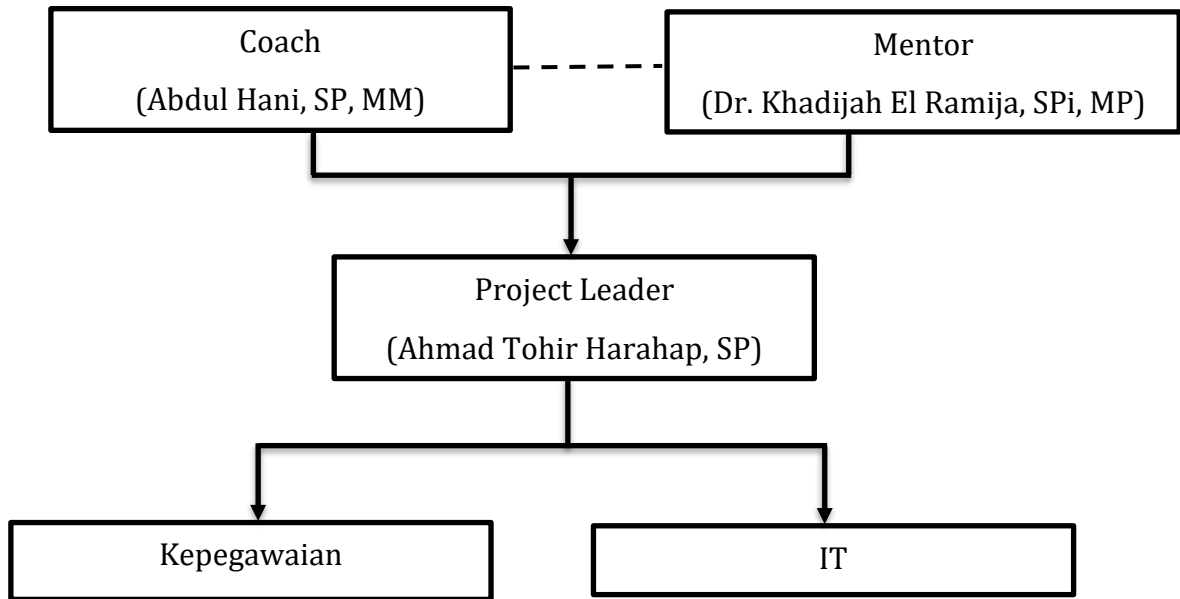 Coach
(Abdul Hani, SP, MM)
Mentor
(Dr. Khadijah El Ramija, SPi, MP)
Project Leader
(Ahmad Tohir Harahap, SP)
Kepegawaian
IT